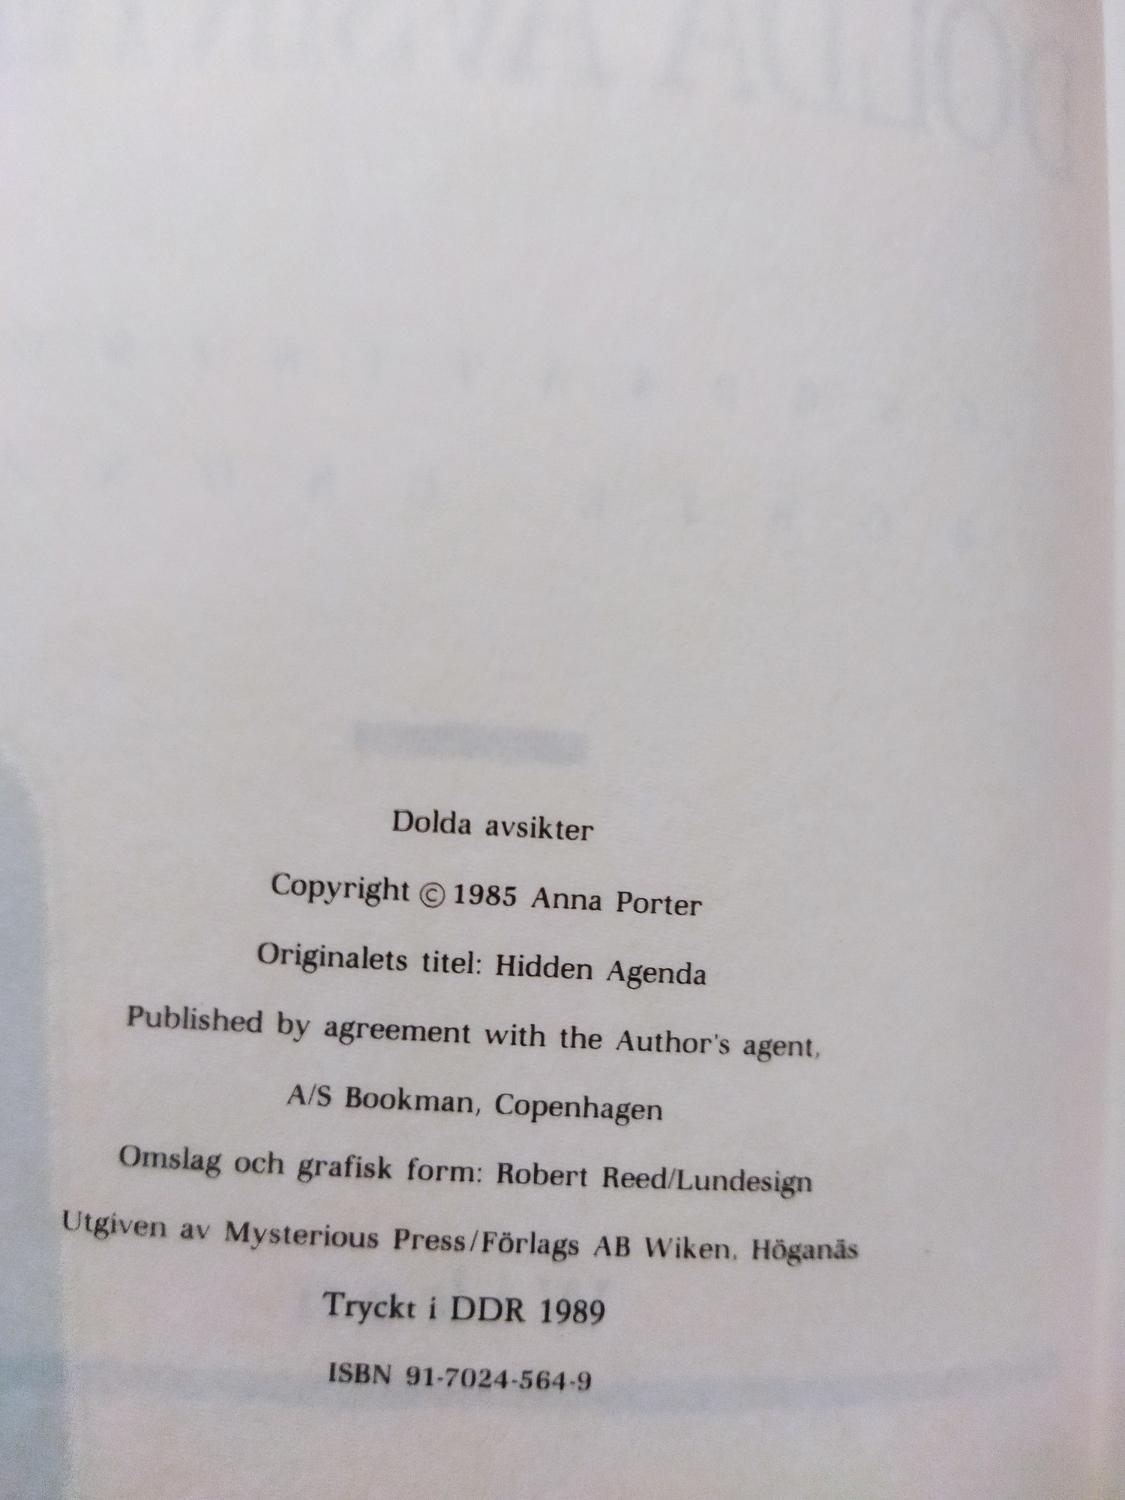 Dolda avsikter
Copyright © 1985 Anna Porter
Originalets titel: Hidden Agenda
Published by agreement with the Author's agent,
A/S Bookman, Copenhagen
Omslag och grafisk form: Robert Reed/Lundesign
Utgiven av Mysterious Press/Förlags AB Wiken, Höganäs
Tryckt i DDR 1989
ISBN 91-7024-564-9